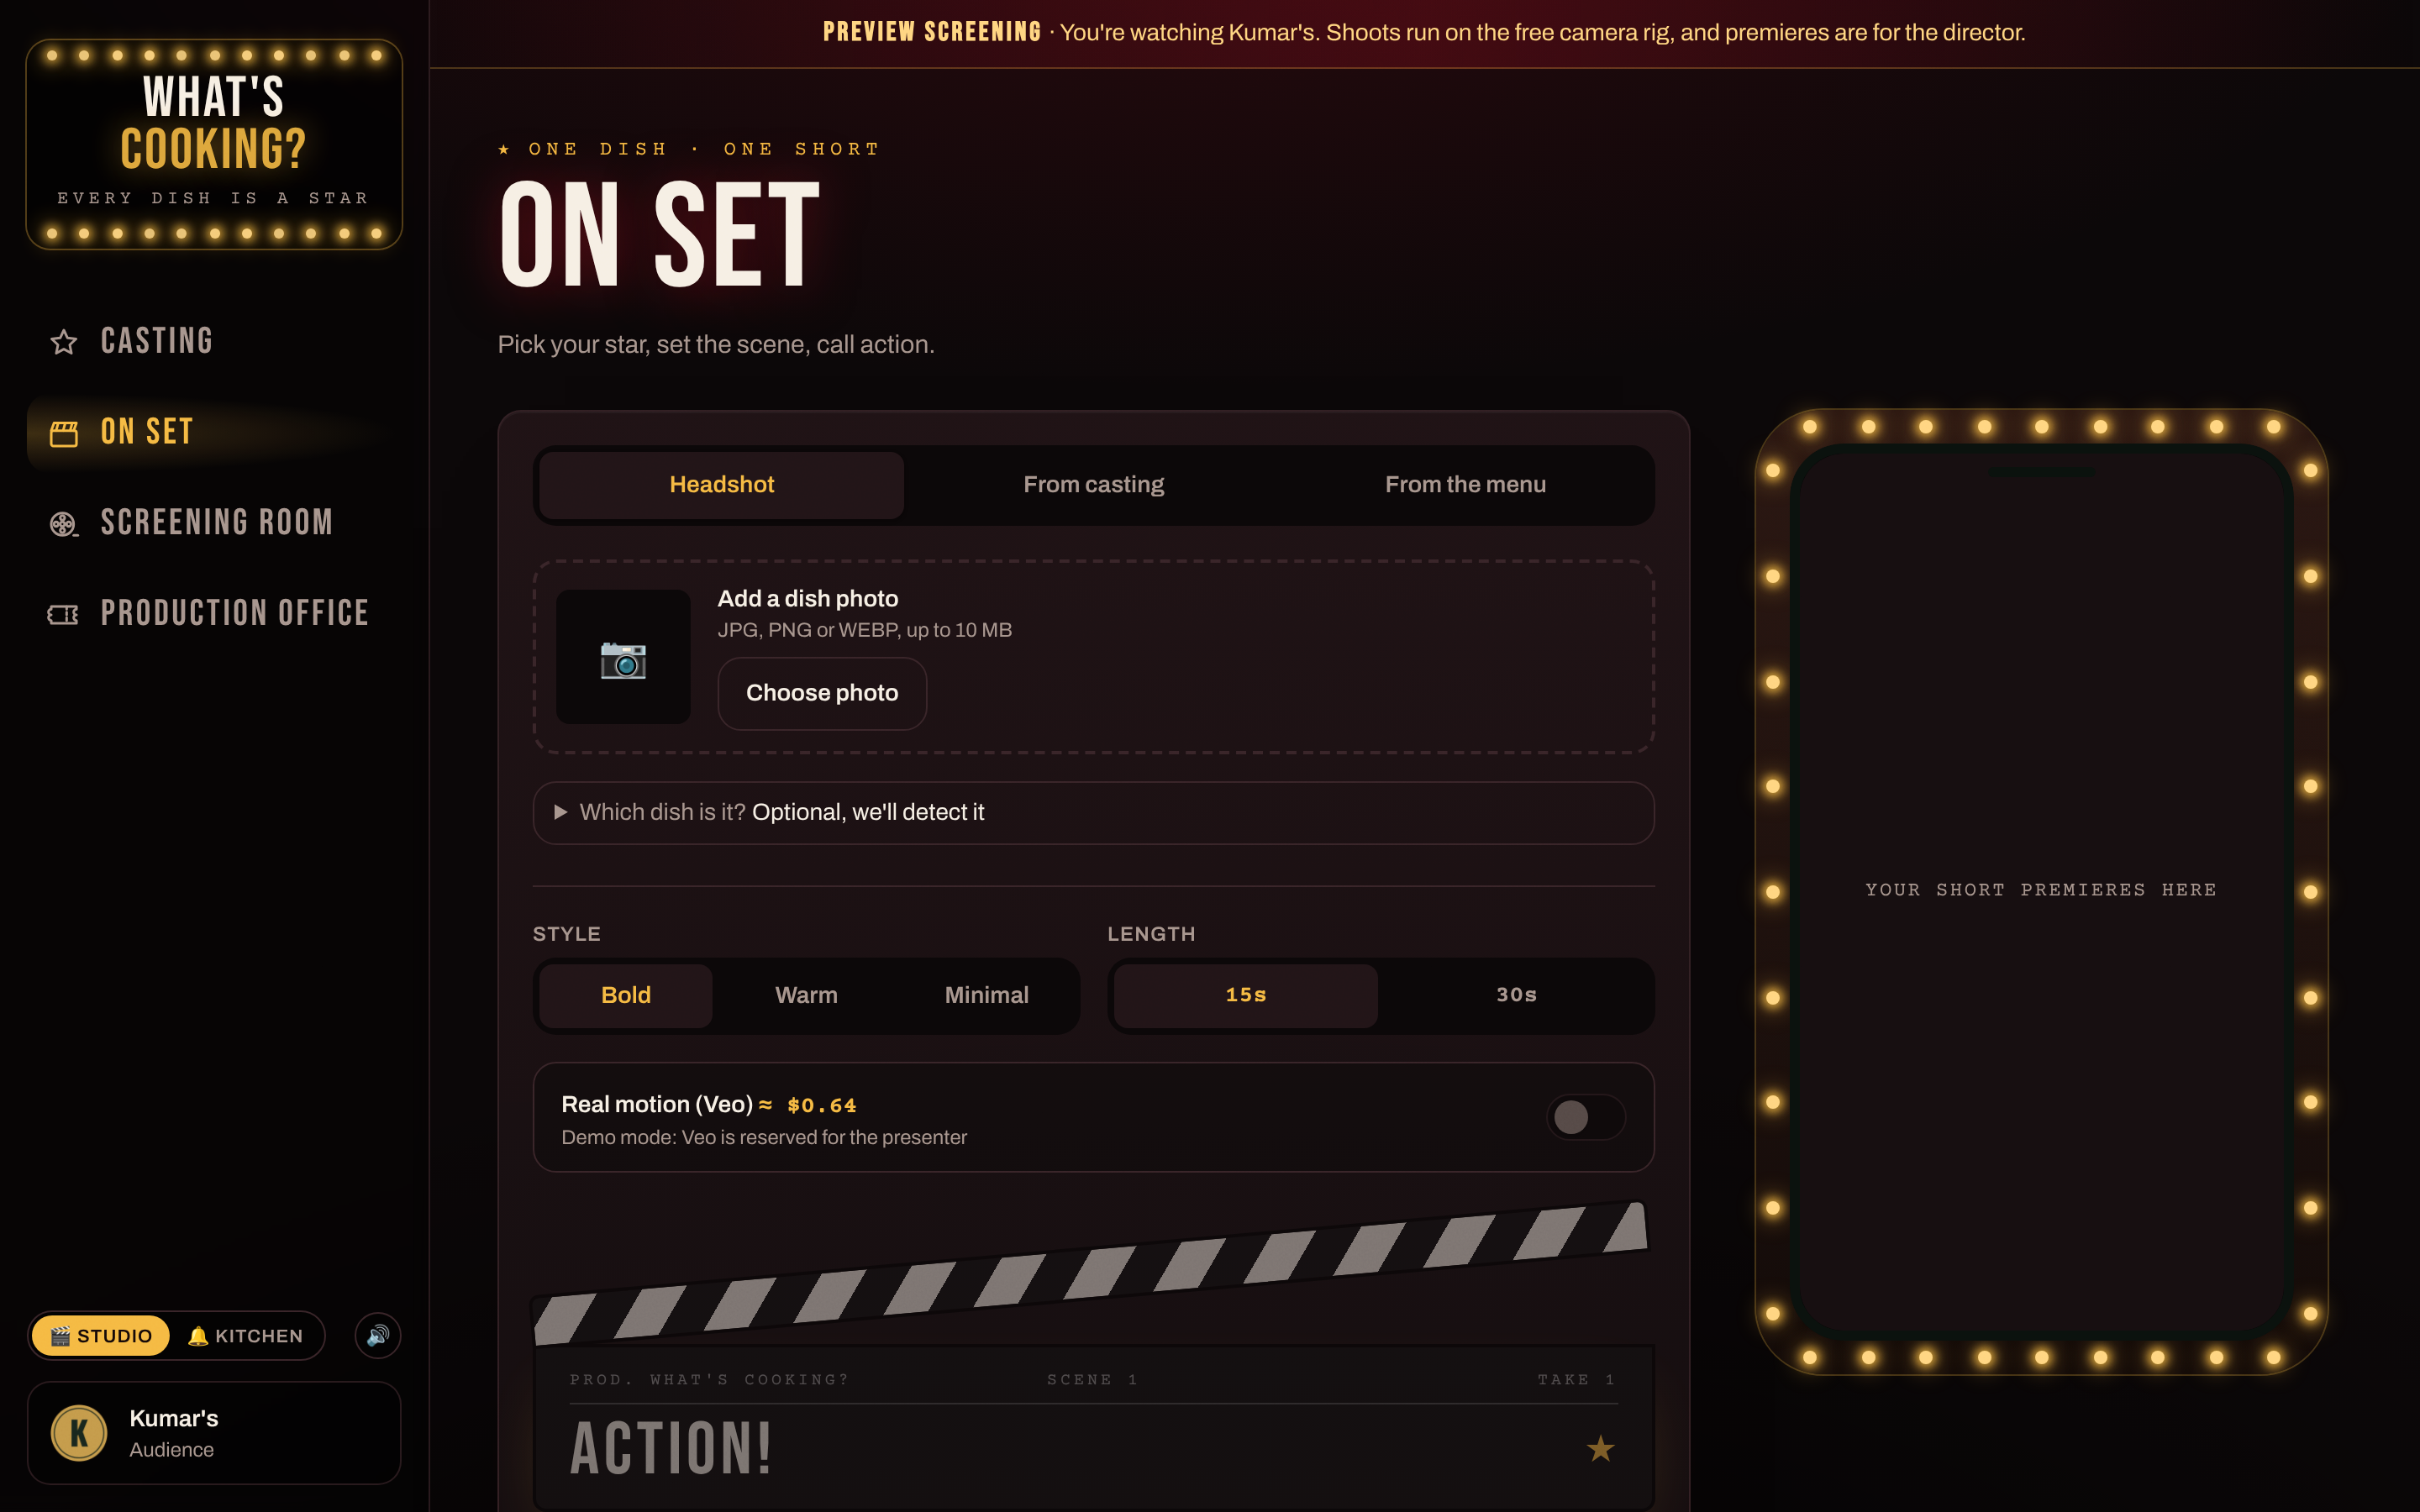 WHAT'S
COOKING?
EVERY DISH IS A STAR
CASTING
ON SET
SCREENING ROOM
PRODUCTION OFFICE
STUDIO
KITCHEN
K
Kumar's
Audience
PREVIEW SCREENING · You're watching Kumar's. Shoots run on the free camera rig, and premieres are for the director.
★ ONE DISH · ONE SHORT
ON SET
Pick your star, set the scene, call action.
Headshot
From casting
From the menu
Add a dish photo
JPG, PNG or WEBP, up to 10 MB
Choose photo
Which dish is it? Optional, we'll detect it
STYLE
Bold
Warm
Minimal
LENGTH
15s
30s
Real motion (Veo) ≈ $0.64
Demo mode: Veo is reserved for the presenter
PROD. WHAT'S COOKING?
SCENE 1
TAKE 1
ACTION!
YOUR SHORT PREMIERES HERE